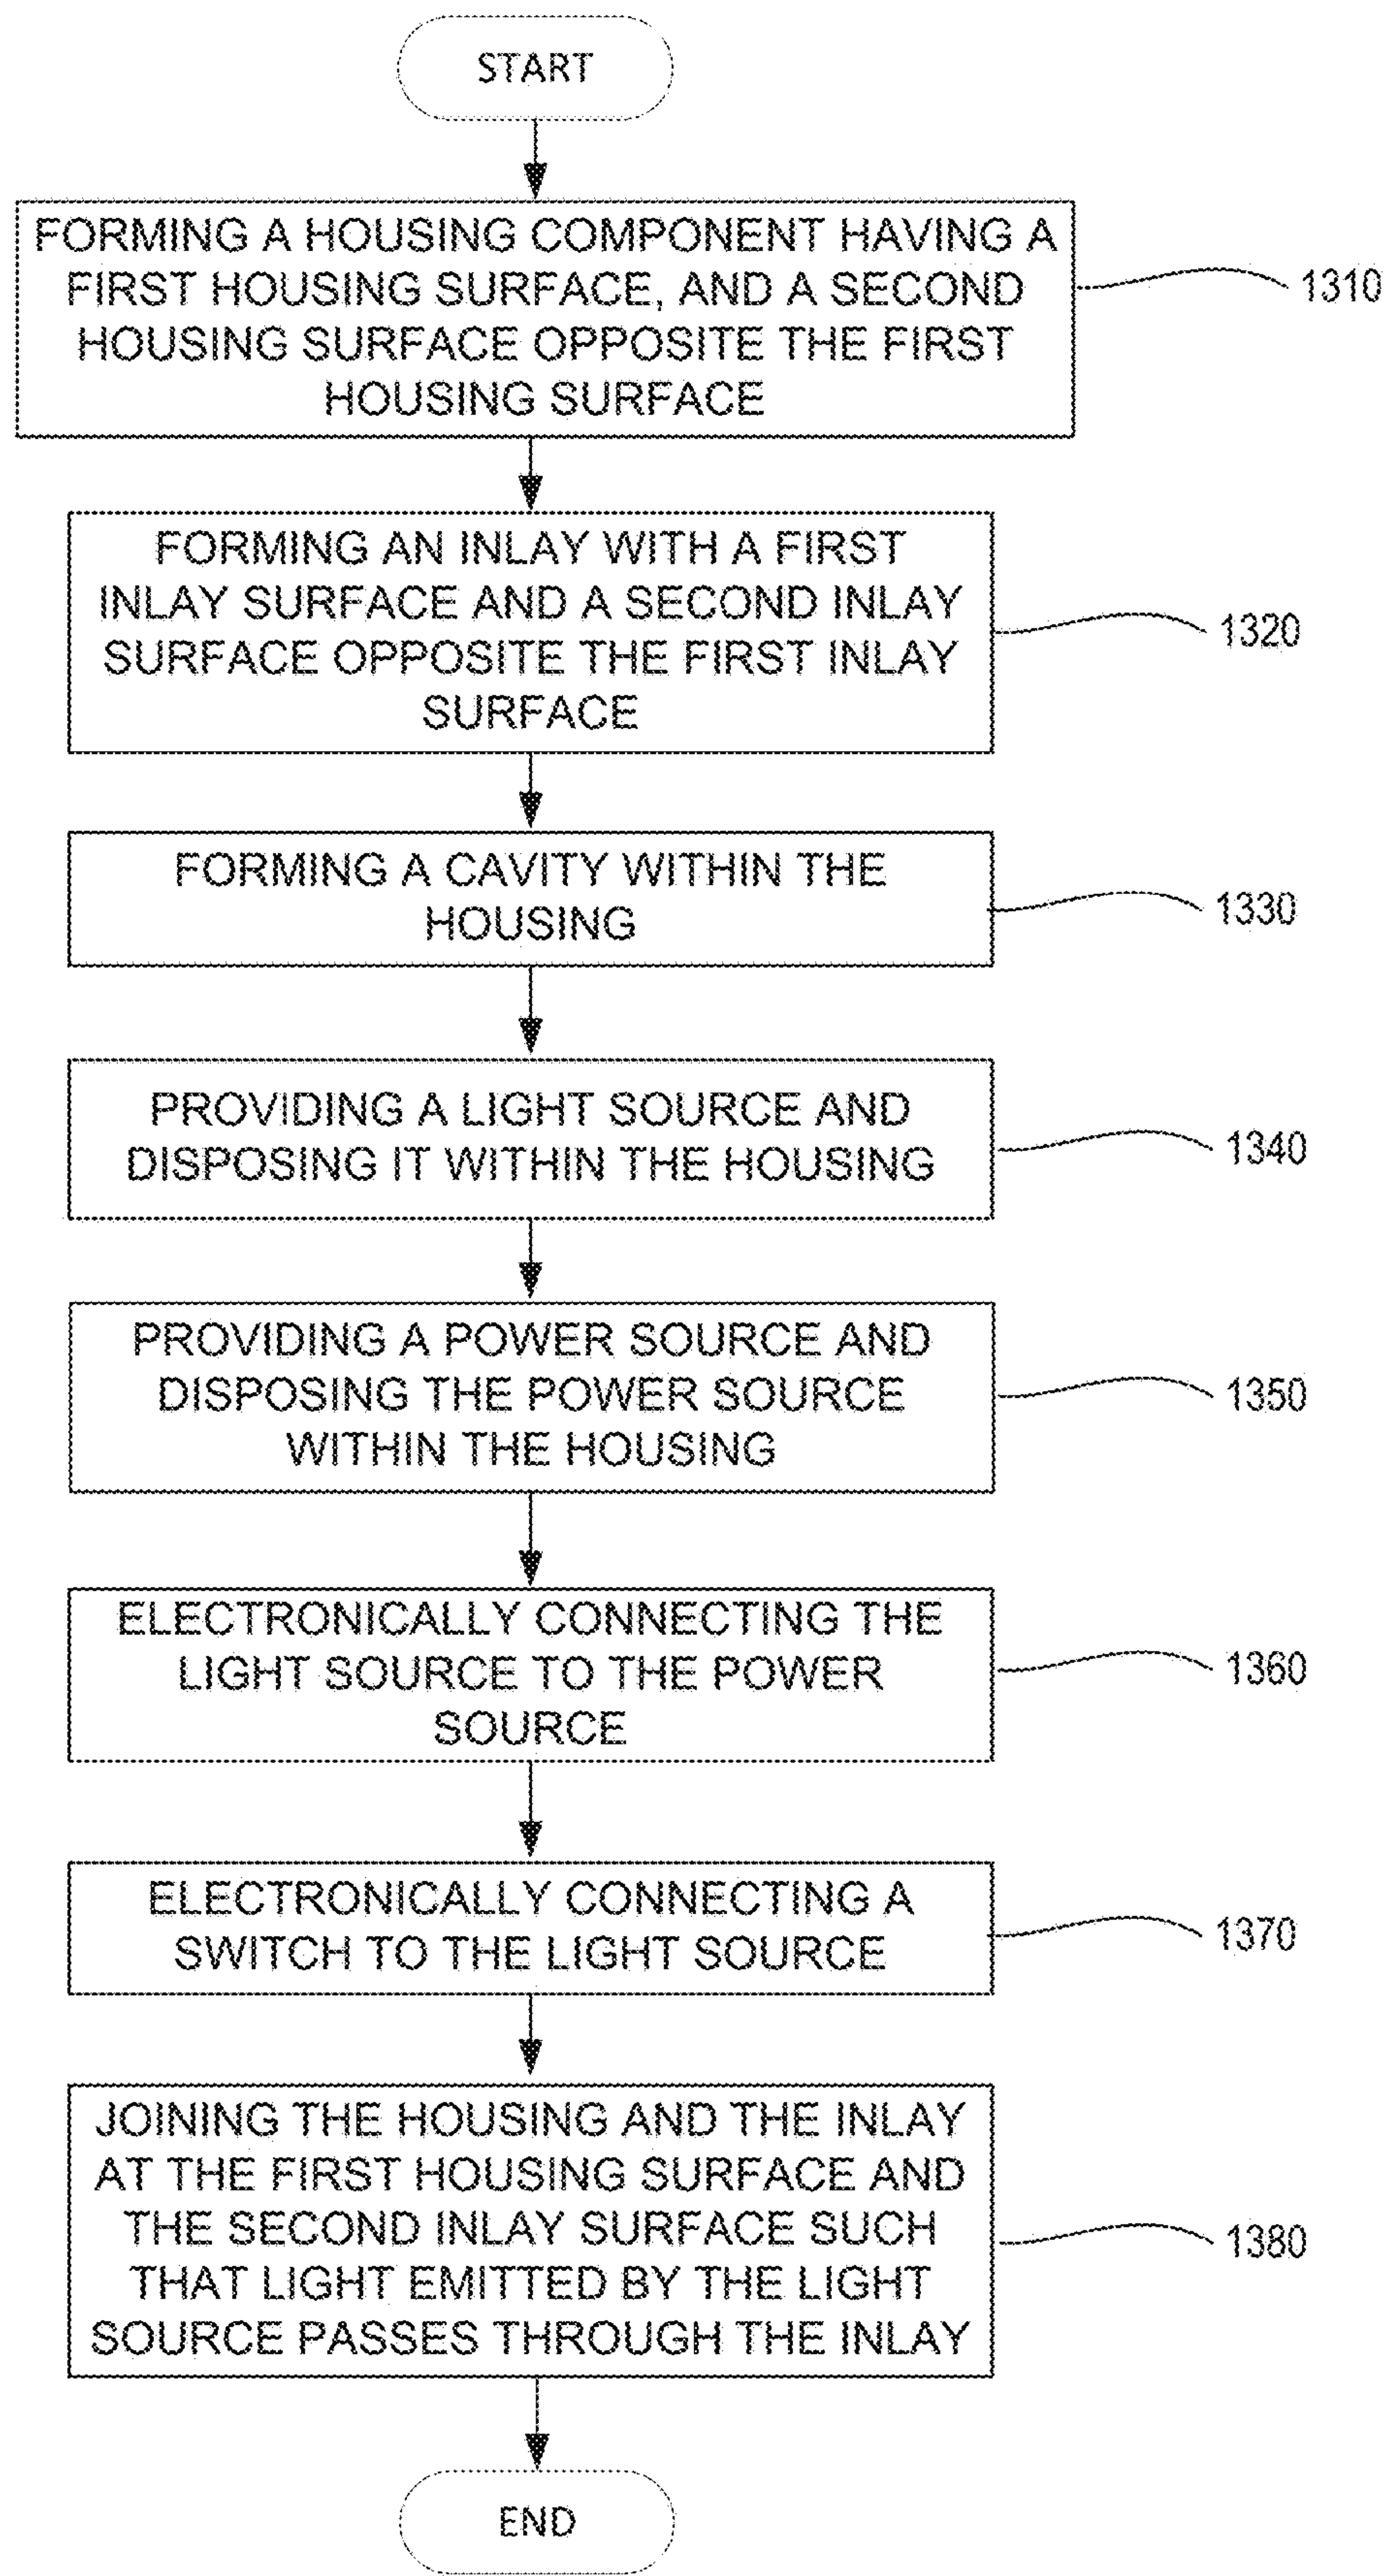 START
FORMING A HOUSING COMPONENT HAVING A
FIRST HOUSING SURFACE, AND A SECOND
HOUSING SURFACE OPPOSITE THE FIRST
HOUSING SURFACE
1310
FORMING AN INLAY WITH A FIRST
INLAY SURFACE AND A SECOND INLAY
SURFACE OPPOSITE THE FIRST INLAY
SURFACE
1320
FORMING A CAVITY WITHIN THE
HOUSING
1330
PROVIDING A LIGHT SOURCE AND
DISPOSING IT WITHIN THE HOUSING
1340
PROVIDING A POWER SOURCE AND
DISPOSING THE POWER SOURCE
WITHIN THE HOUSING
1350
ELECTRONICALLY CONNECTING THE
LIGHT SOURCE TO THE POWER
SOURCE
1360
ELECTRONICALLY CONNECTING A
SWITCH TO THE LIGHT SOURCE
1370
JOINING THE HOUSING AND THE INLAY
AT THE FIRST HOUSING SURFACE AND
THE SECOND INLAY SURFACE SUCH
THAT LIGHT EMITTED BY THE LIGHT
SOURCE PASSES THROUGH THE INLAY
1380
END